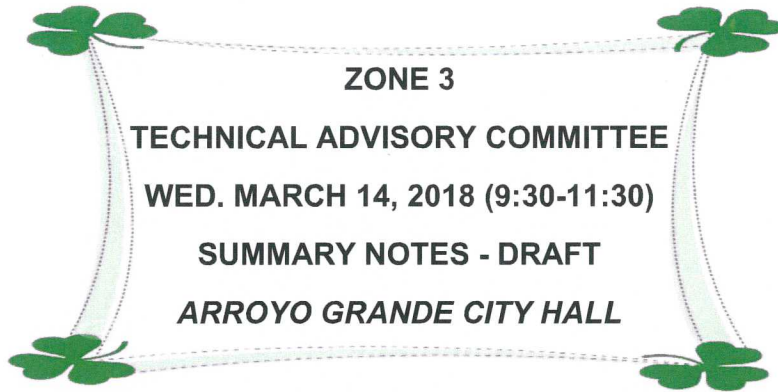 ZONE 3
TECHNICAL ADVISORY COMMITTEE
WED. MARCH 14, 2018 (9:30-11:30)
SUMMARY NOTES - DRAFT
ARROYO GRANDE CITY HALL